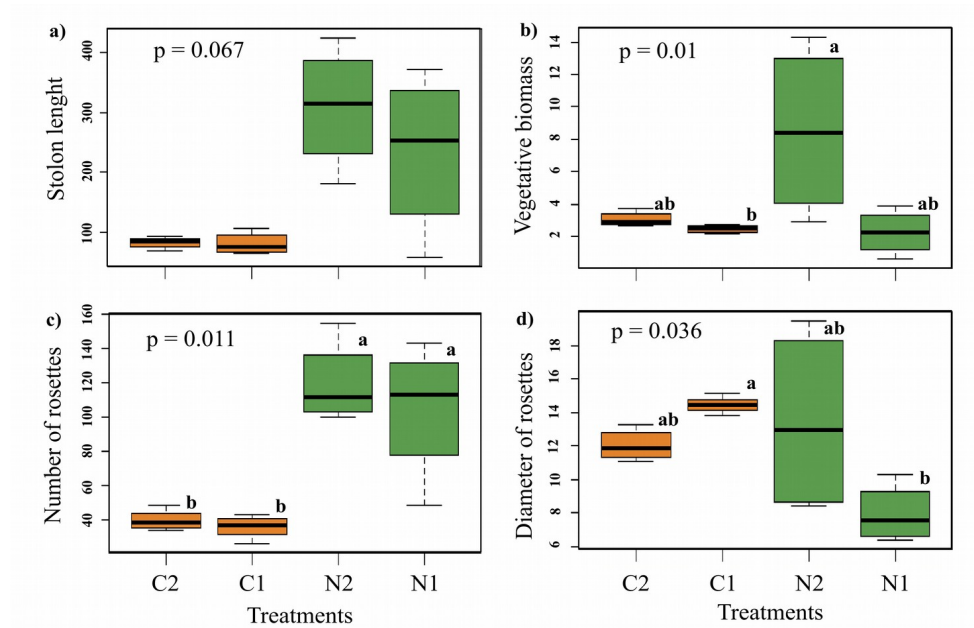 a)
p = 0.067
Stolon lenght
400
300
200
100
b)
p = 0.01
Vegetative biomass
14
12
10
8
6
4
2
ab
b
a
ab
c)
p = 0.011
Number of rosettes
160
140
120
100
80
60
40
b
b
a
a
C2 C1 N2 N1
Treatments
d)
p = 0.036
Diameter of rosettes
18
16
14
12
10
8
6
ab
a
ab
b
C2 C1 N2 N1
Treatments